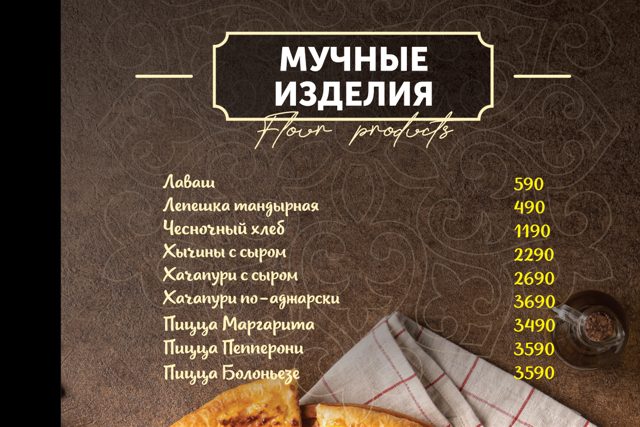 МУЧНЫЕ
ИЗДЕЛИЯ
Flour products
Лаваш 590
Лепешка тандырная 490
Чесночный хлеб 1190
Хычины с сыром 2290
Хачапури с сыром 2690
Хачапури по-аджарски 3690
Пицца Маргарита 3490
Пицца Пепперони 3590
Пицца Болоньезе 3590